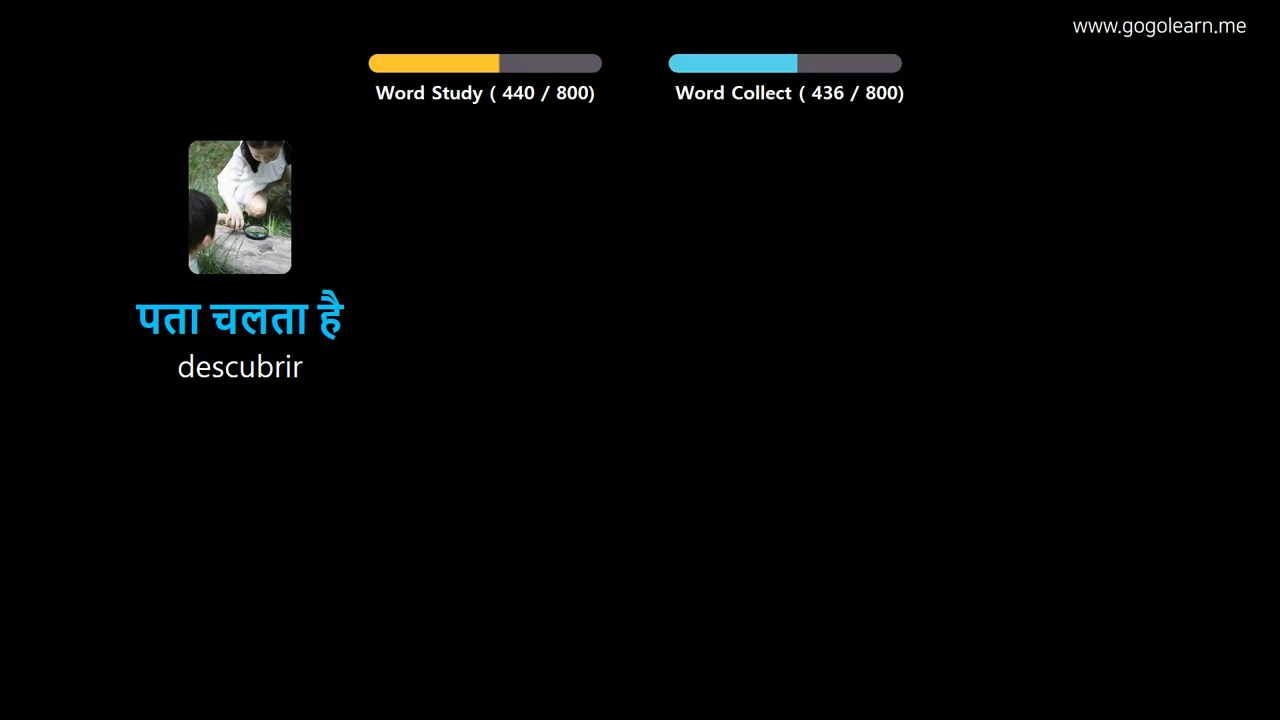 www.gogolearn.me
Word Study ( 440 / 800)
Word Collect ( 436 / 800)
पता चलता है
descubrir